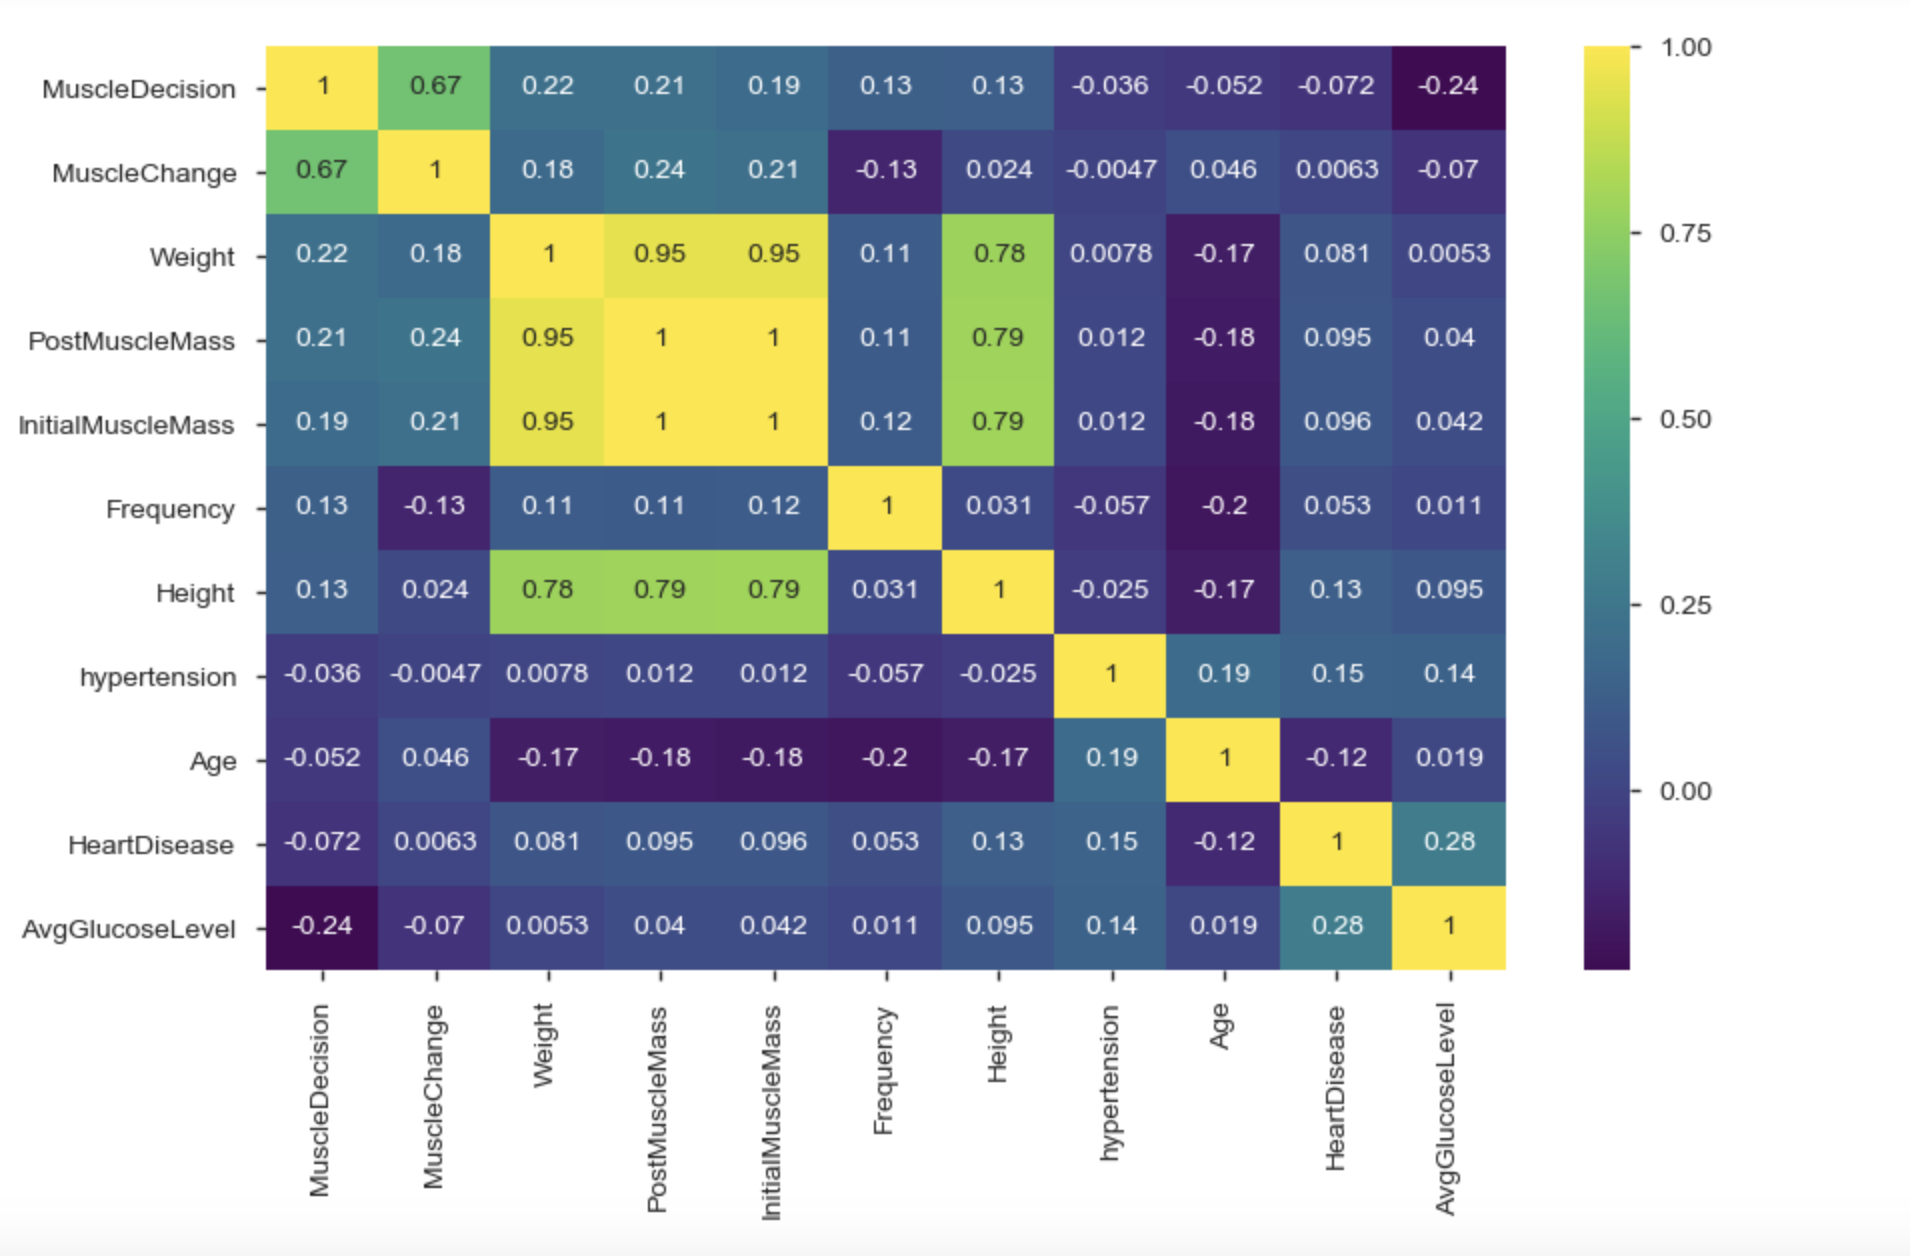 MuscleDecision 1 0.67 0.22 0.21 0.19 0.13 0.13 -0.036 -0.052 -0.072 -0.24
MuscleChange 0.67 1 0.18 0.24 0.21 -0.13 0.024 -0.0047 0.046 0.0063 -0.07
Weight 0.22 0.18 1 0.95 0.95 0.11 0.78 0.0078 -0.17 0.081 0.0053
PostMuscleMass 0.21 0.24 0.95 1 1 0.11 0.79 0.012 -0.18 0.095 0.04
InitialMuscleMass 0.19 0.21 0.95 1 1 0.12 0.79 0.012 -0.18 0.096 0.042
Frequency 0.13 -0.13 0.11 0.11 0.12 1 0.031 -0.057 -0.2 0.053 0.011
Height 0.13 0.024 0.78 0.79 0.79 0.031 1 -0.025 -0.17 0.13 0.095
hypertension -0.036 -0.0047 0.0078 0.012 0.012 -0.057 -0.025 1 0.19 0.15 0.14
Age -0.052 0.046 -0.17 -0.18 -0.18 -0.2 -0.17 0.19 1 -0.12 0.019
HeartDisease -0.072 0.0063 0.081 0.095 0.096 0.053 0.13 0.15 -0.12 1 0.28
AvgGlucoseLevel -0.24 -0.07 0.0053 0.04 0.042 0.011 0.095 0.14 0.019 0.28 1
MuscleDecision
MuscleChange
Weight
PostMuscleMass
InitialMuscleMass
Frequency
Height
hypertension
Age
HeartDisease
AvgGlucoseLevel
1.00
0.75
0.50
0.25
0.00